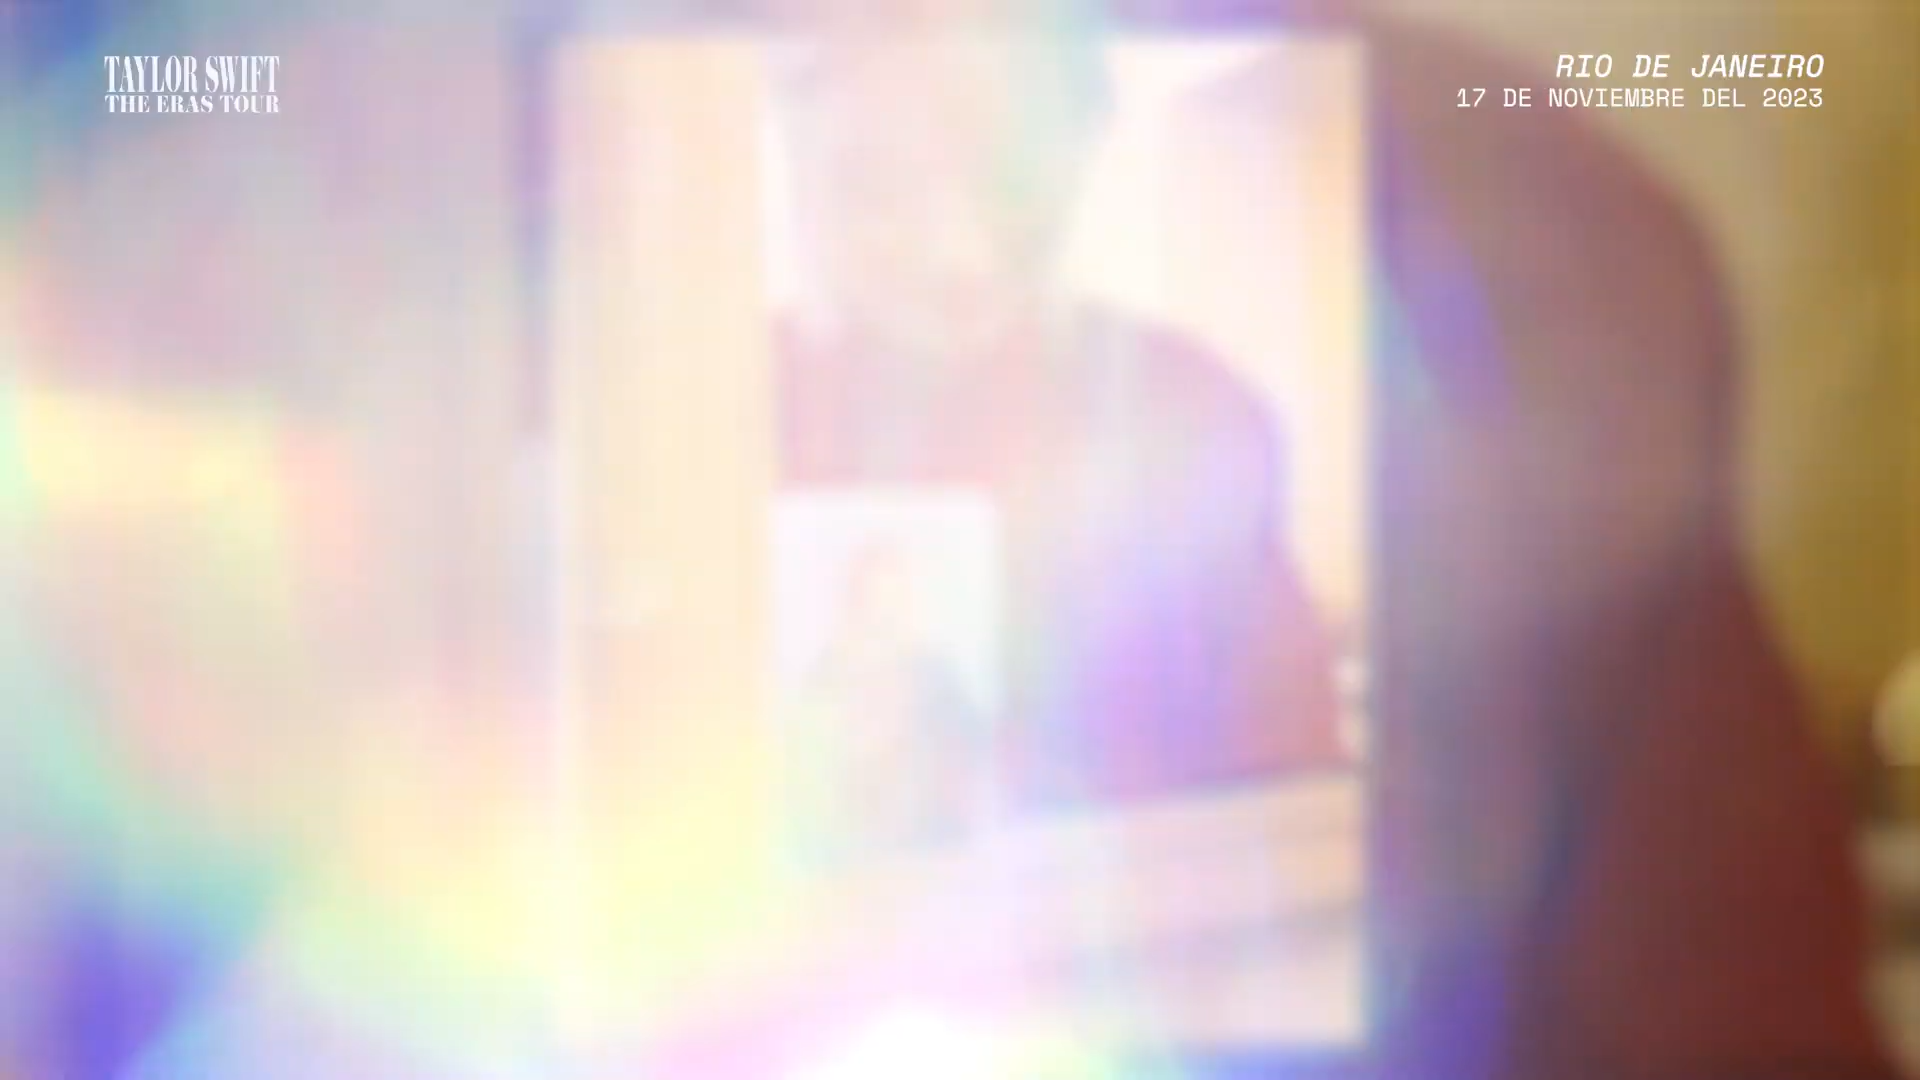 TAYLOR SWIFT
THE ERAS TOUR
RIO DE JANEIRO
17 DE NOVIEMBRE DEL 2023